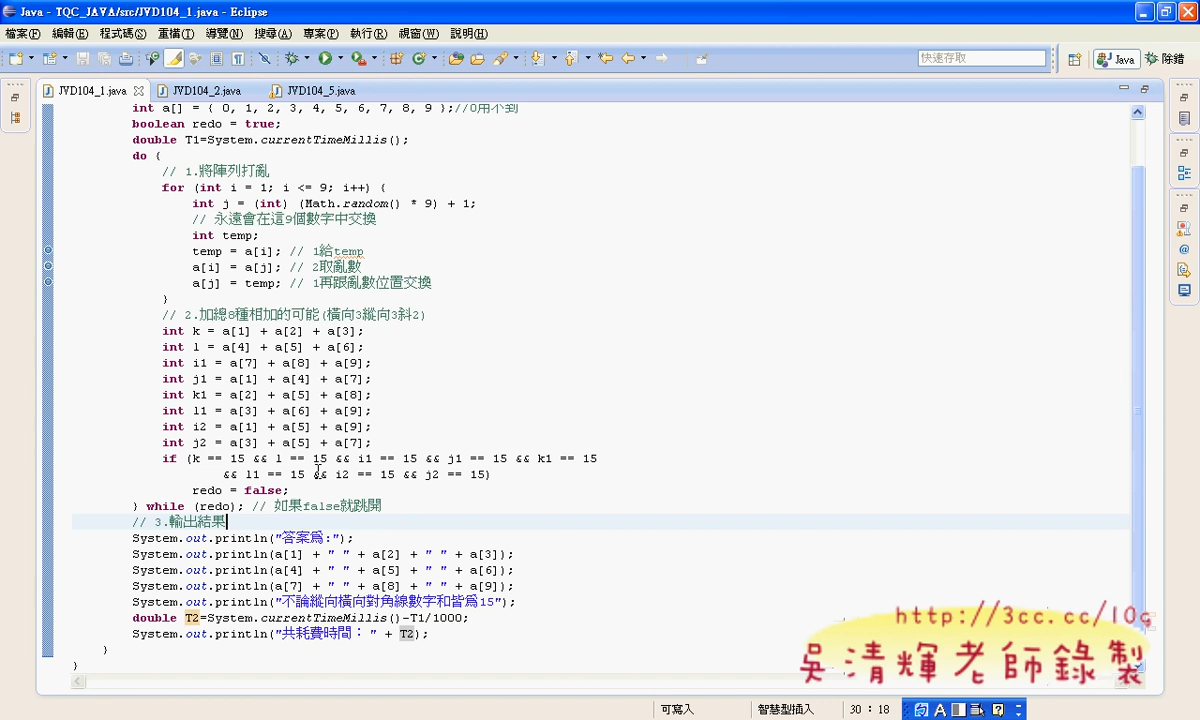 Java - TQC_JAVA/src/JVD104_1.java - Eclipse
檔案(F) 編輯(E) 程式碼(S) 重構(T) 導覽(N) 搜尋(A) 專案(P) 執行(R) 視窗(W) 說明(H)
快速存取 Java 除錯
JVD104_1.java JVD104_2.java JVD104_5.java
int a[] = { 0, 1, 2, 3, 4, 5, 6, 7, 8, 9 };//0用不到
boolean redo = true;
double T1=System.currentTimeMillis();
do {
// 1.將陣列打亂
for (int i = 1; i <= 9; i++) {
int j = (int) (Math.random() * 9) + 1;
// 永遠會在這9個數字中交換
int temp;
temp = a[i]; // 1給temp
a[i] = a[j]; // 2取亂數
a[j] = temp; // 1再跟亂數位置交換
}
// 2.加總8種相加的可能(橫向3縱向3斜2)
int k = a[1] + a[2] + a[3];
int l = a[4] + a[5] + a[6];
int i1 = a[7] + a[8] + a[9];
int j1 = a[1] + a[4] + a[7];
int k1 = a[2] + a[5] + a[8];
int l1 = a[3] + a[6] + a[9];
int i2 = a[1] + a[5] + a[9];
int j2 = a[3] + a[5] + a[7];
if (k == 15 && l == 15 && i1 == 15 && j1 == 15 && k1 == 15
&& l1 == 15 && i2 == 15 && j2 == 15)
redo = false;
} while (redo); // 如果false就跳開
// 3.輸出結果
System.out.println("答案為:");
System.out.println(a[1] + " " + a[2] + " " + a[3]);
System.out.println(a[4] + " " + a[5] + " " + a[6]);
System.out.println(a[7] + " " + a[8] + " " + a[9]);
System.out.println("不論縱向橫向對角線數字和皆為15");
double T2=System.currentTimeMillis()-T1/1000;
System.out.println("共耗費時間：" + T2);
}
}
http://3cc.cc/10g
吳清輝老師錄製
可寫入 智慧型插入 30 : 18